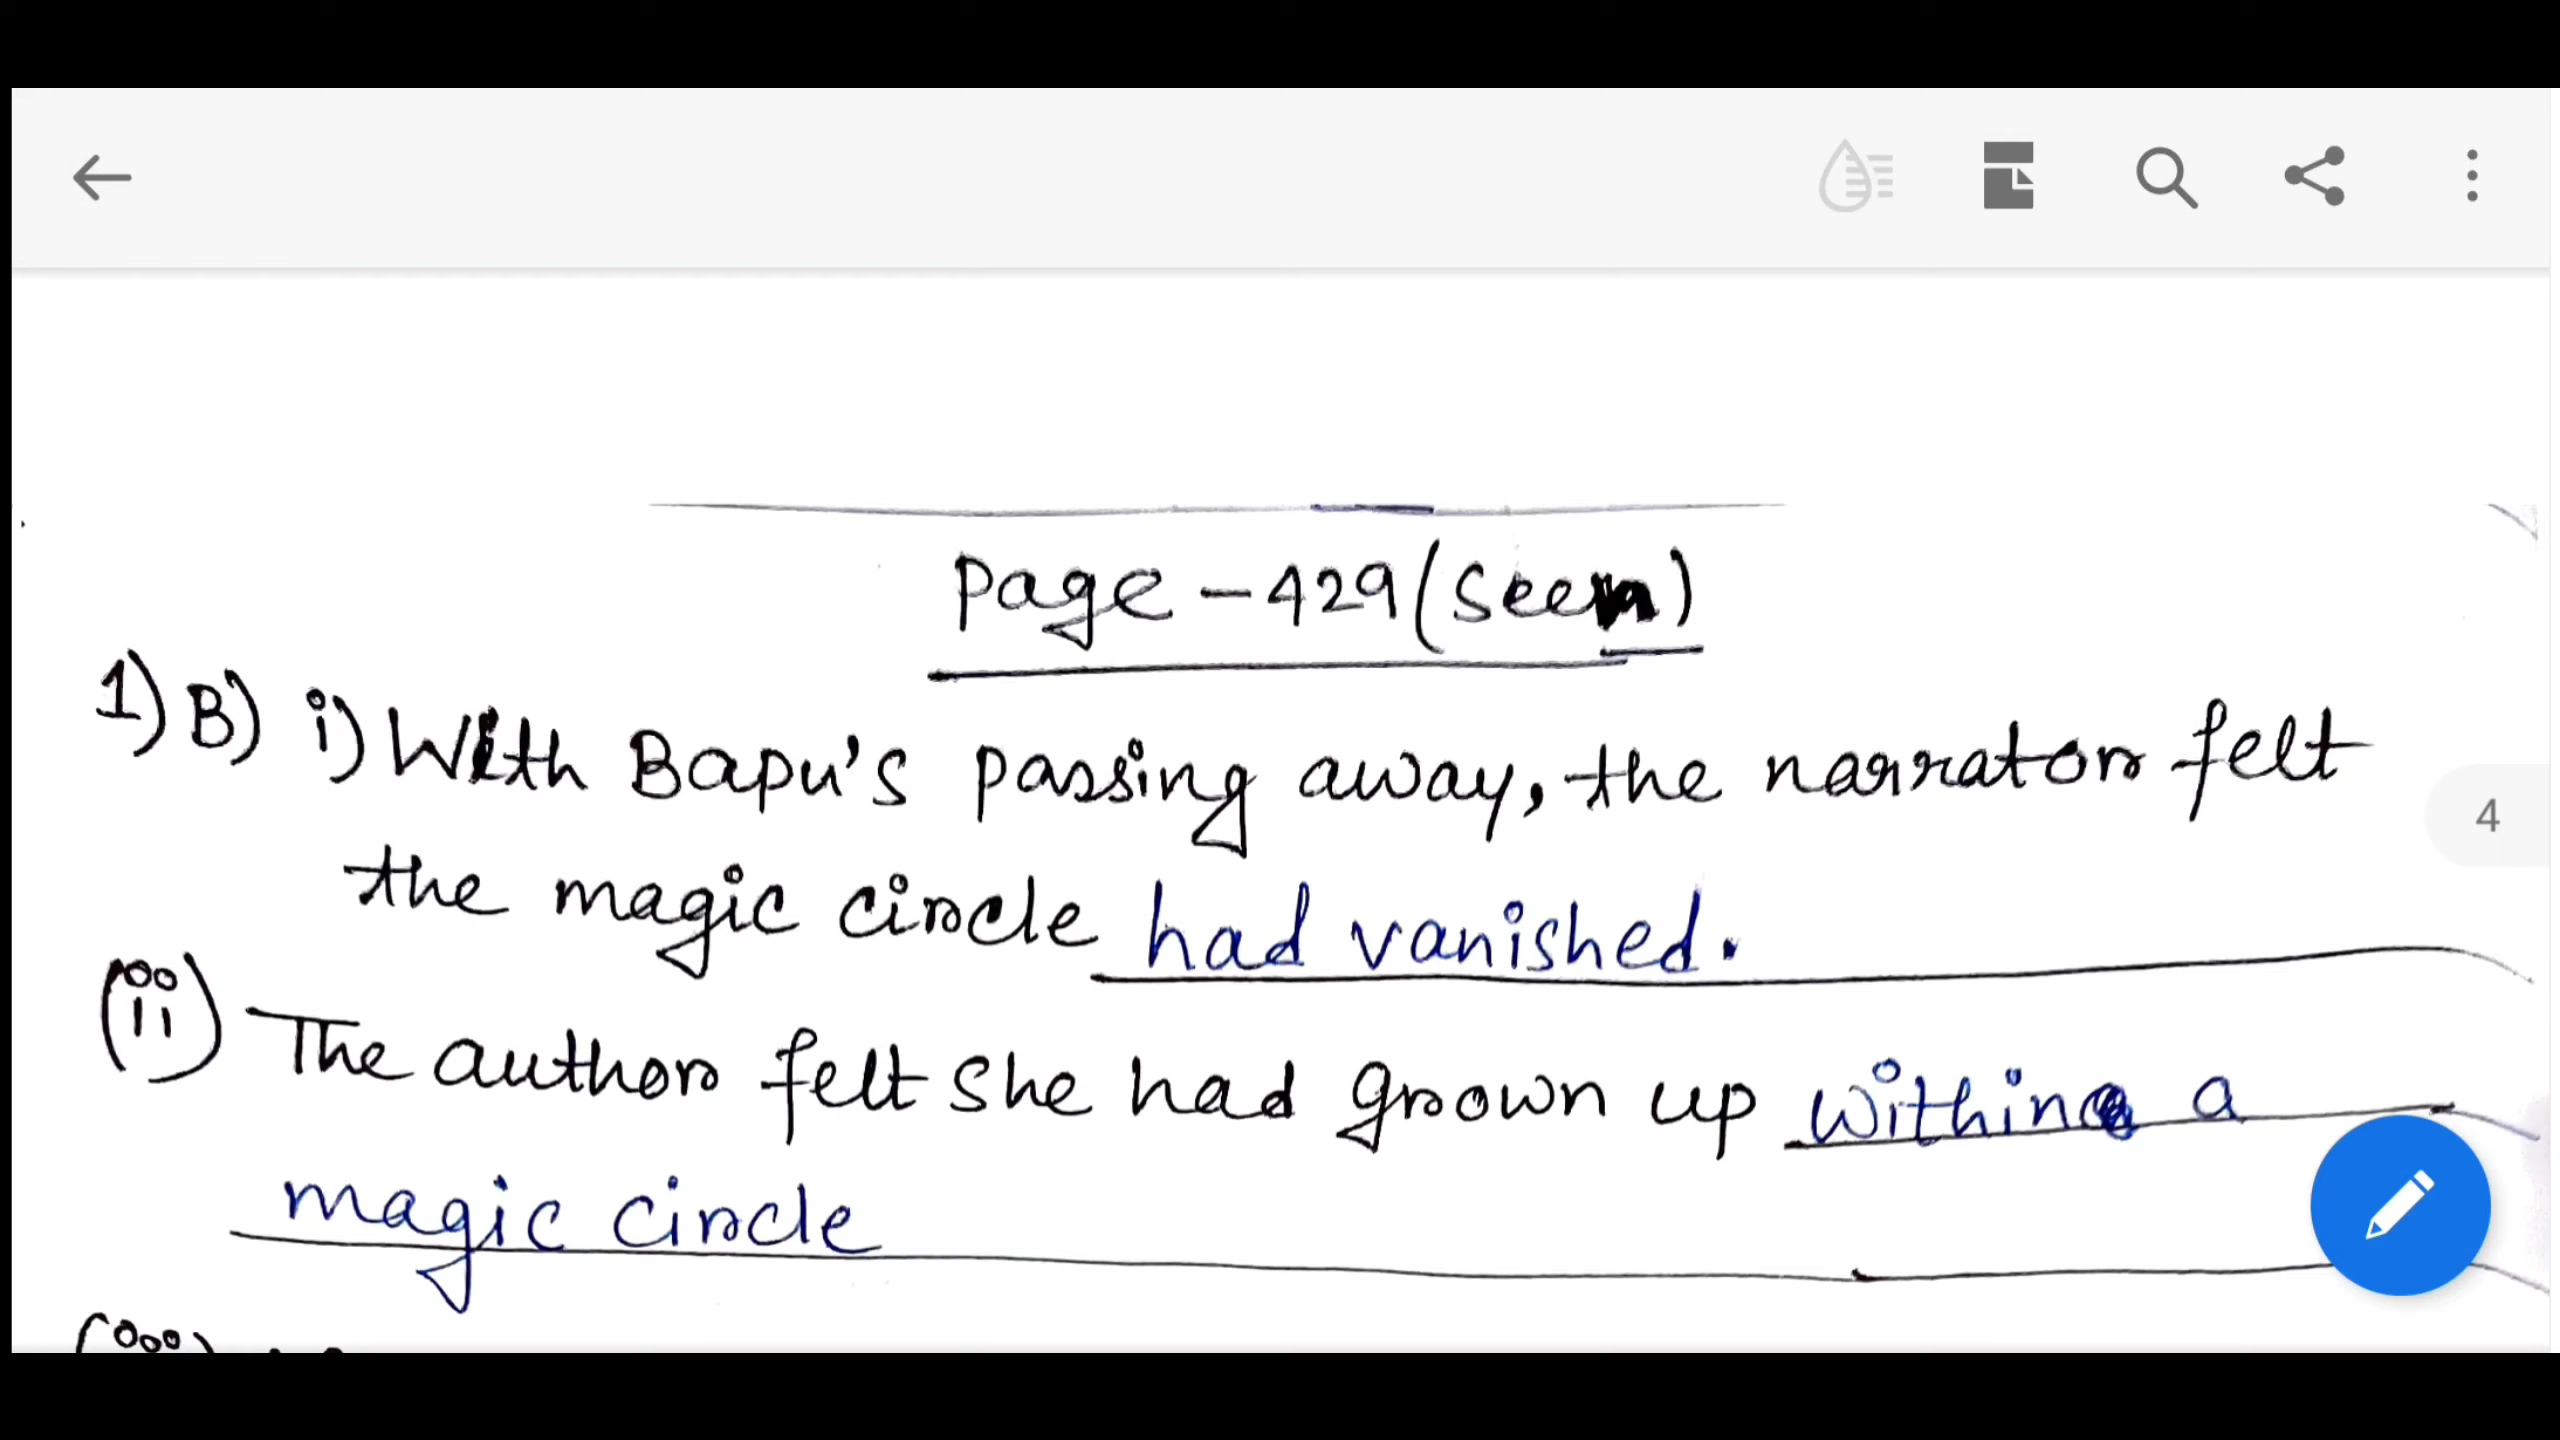 Page - 429 (Seen)
1) B) i) With Bapu's passing away, the narrator felt
the magic circle had vanished.
(ii) The author felt she had grown up within a
magic circle
(iii)
4